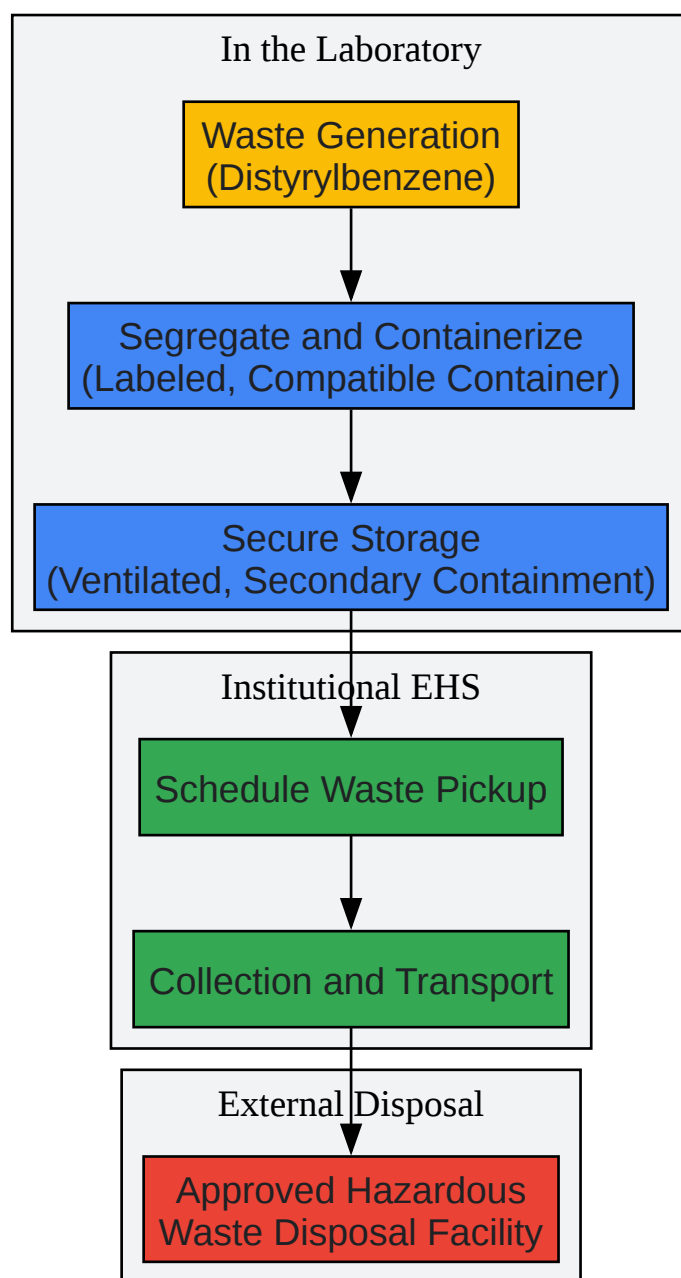 In the Laboratory
Waste Generation
(Distyrylbenzene)
Segregate and Containerize
(Labeled, Compatible Container)
Secure Storage
(Ventilated, Secondary Containment)
Institutional EHS
Schedule Waste Pickup
Collection and Transport
External Disposal
Approved Hazardous
Waste Disposal Facility